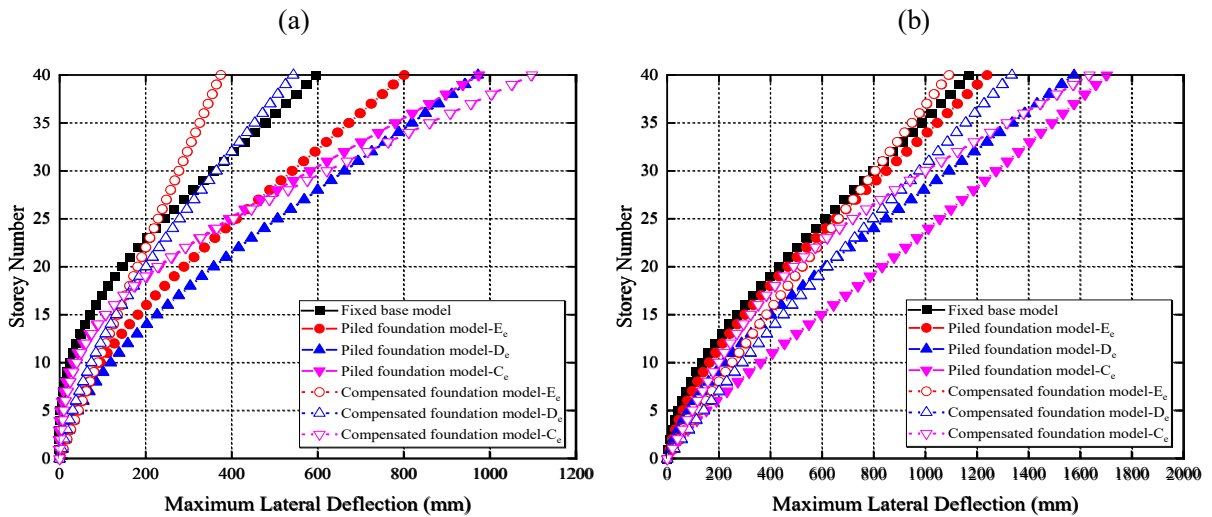 (a)
(b)
40
35
30
25
20
15
10
5
0
Storey Number
Fixed base model
Piled foundation model-Ee
Piled foundation model-De
Piled foundation model-Ce
Compensated foundation model-Ee
Compensated foundation model-De
Compensated foundation model-Ce
0 200 400 600 800 1000 1200
Maximum Lateral Deflection (mm)
40
35
30
25
20
15
10
5
0
Storey Number
Fixed base model
Piled foundation model-Ee
Piled foundation model-De
Piled foundation model-Ce
Compensated foundation model-Ee
Compensated foundation model-De
Compensated foundation model-Ce
0 200 400 600 800 1000 1200 1400 1600 1800 2000
Maximum Lateral Deflection (mm)